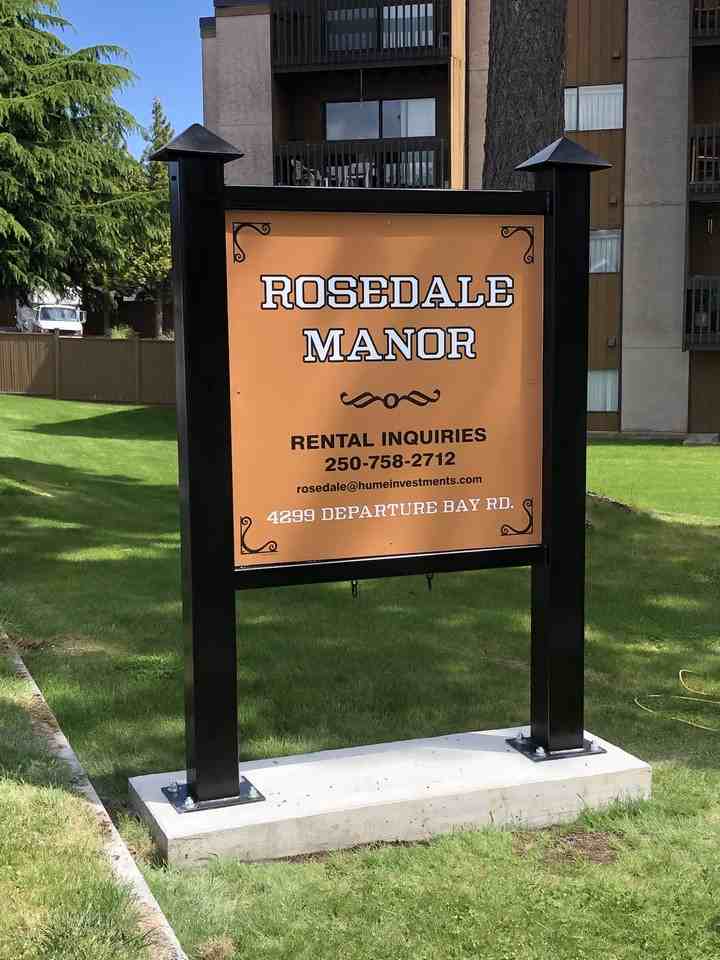 ROSEDALE
MANOR
RENTAL INQUIRIES
250-758-2712
rosedale@humeinvestments.com
4299 DEPARTURE BAY RD.